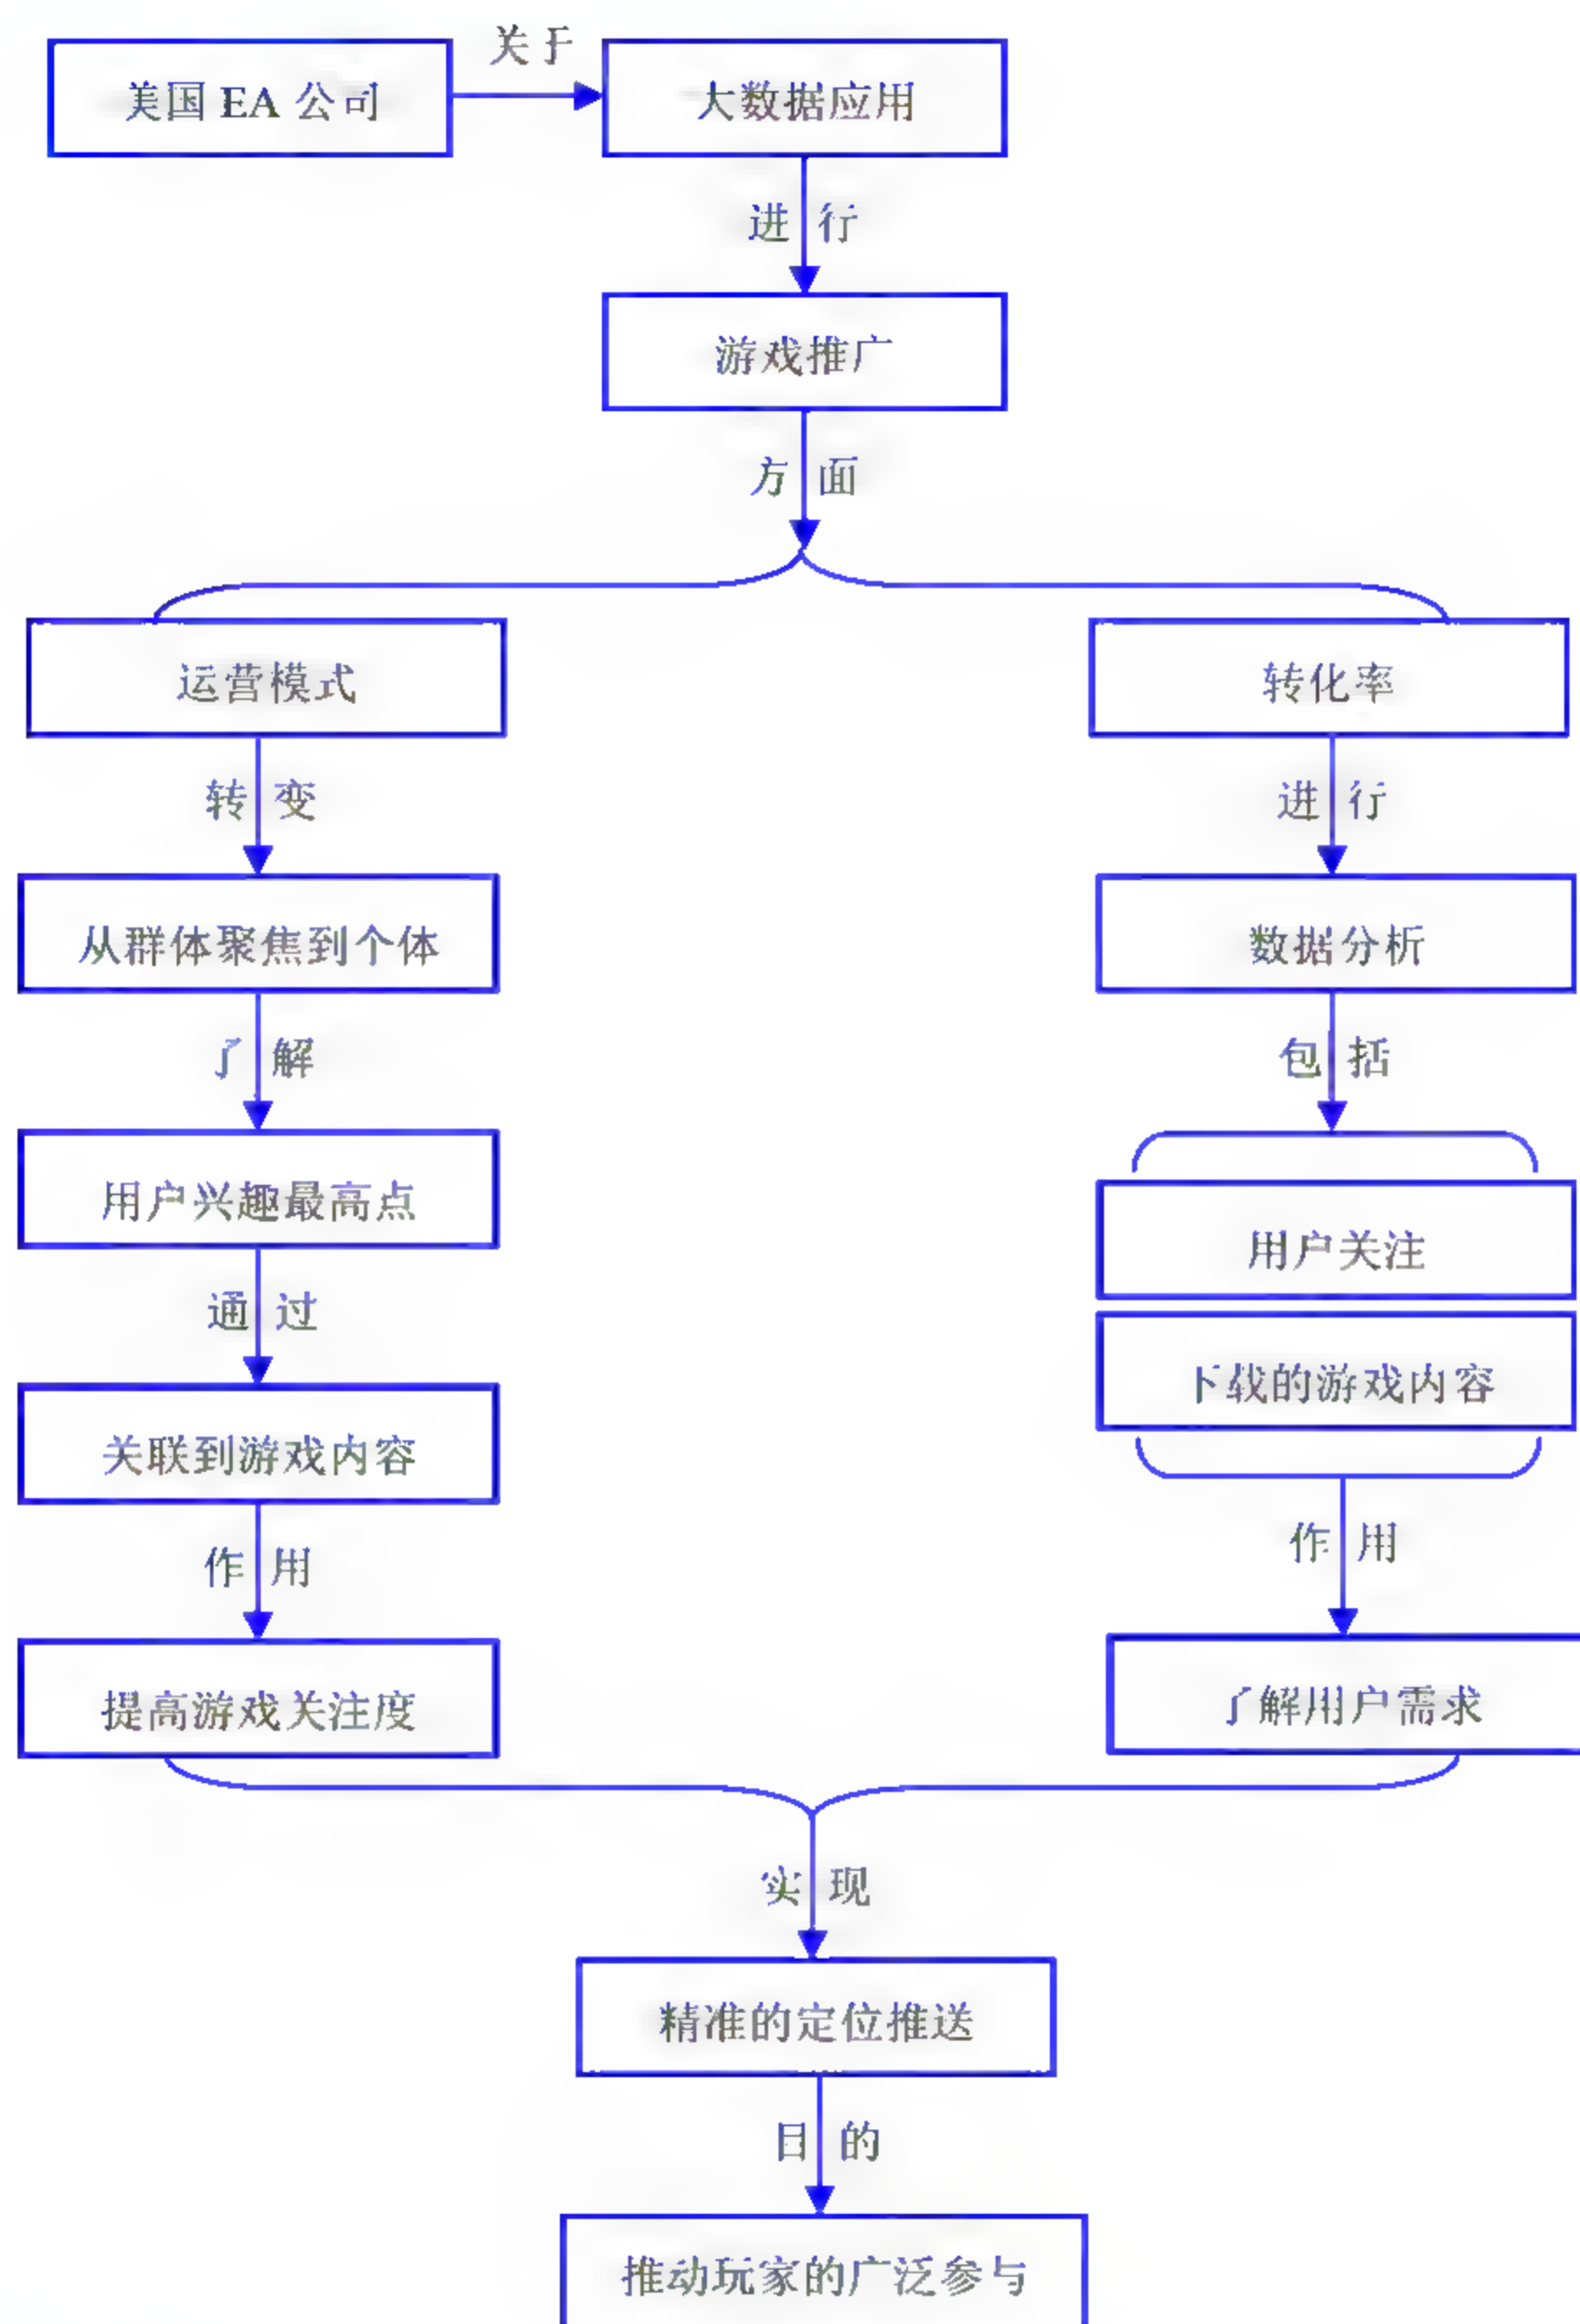 关于
美国 EA 公司
大数据应用
进行
游戏推广
方面
运营模式
转化率
转变
进行
从群体聚焦到个体
数据分析
了解
包括
用户兴趣最高点
用户关注
通过
下载的游戏内容
关联到游戏内容
作用
作用
提高游戏关注度
了解用户需求
实现
精准的定位推送
目的
推动玩家的广泛参与